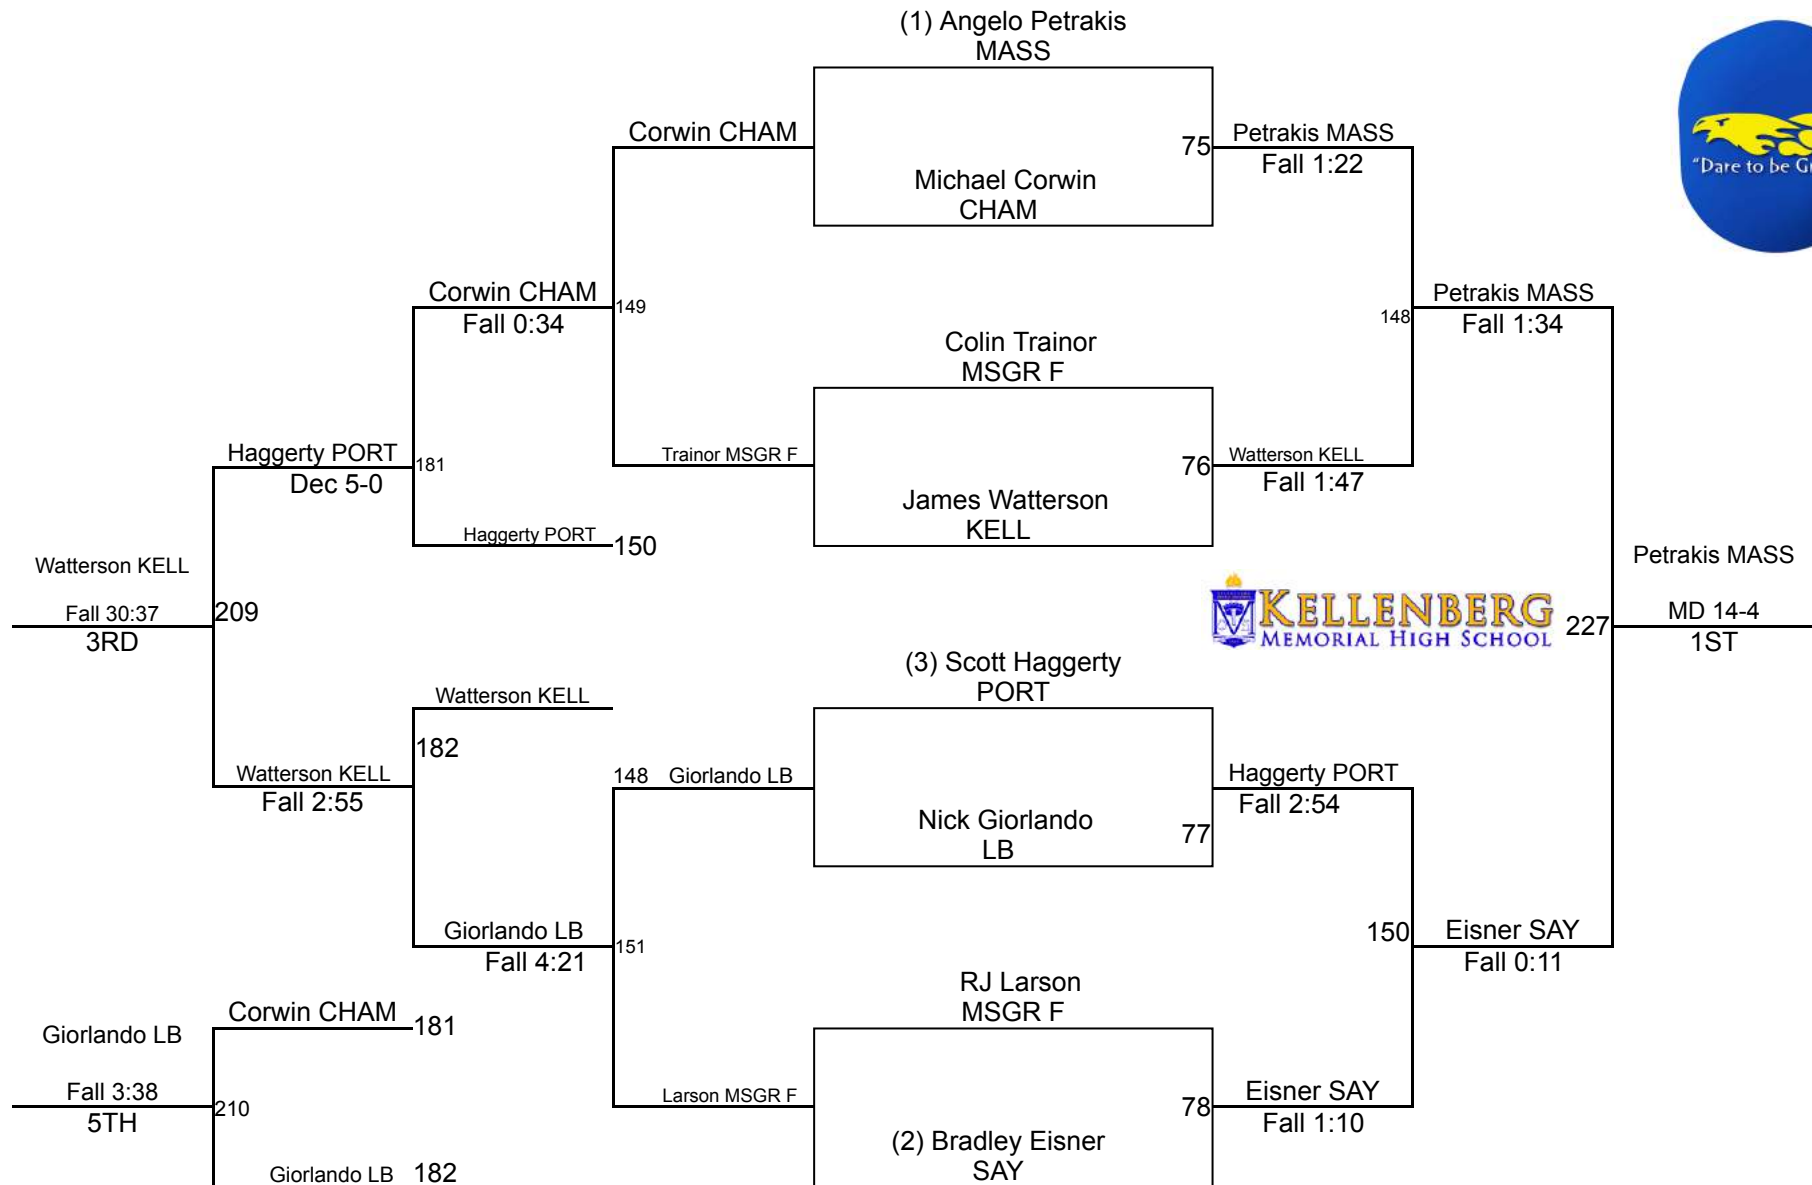 (1) Angelo Petrakis
MASS
Corwin CHAM
75
Petrakis MASS
Fall 1:22
Michael Corwin
CHAM
"Dare to be
Corwin CHAM
Fall 0:34
149
148
Petrakis MASS
Fall 1:34
Colin Trainor
MSGR F
Haggerty PORT
Dec 5-0
181
Trainor MSGR F
76
Watterson KELL
Fall 1:47
James Watterson
KELL
Haggerty PORT
150
Watterson KELL
Fall 30:37
3RD
209
KELLENBERG
MEMORIAL HIGH SCHOOL
227
Petrakis MASS
MD 14-4
1ST
(3) Scott Haggerty
PORT
Watterson KELL
182
Watterson KELL
Fall 2:55
148
Giorlando LB
Haggerty PORT
Fall 2:54
Nick Giorlando
LB
77
Giorlando LB
Fall 4:21
151
150
Eisner SAY
Fall 0:11
RJ Larson
MSGR F
Corwin CHAM
181
Giorlando LB
Fall 3:38
5TH
210
Larson MSGR F
78
Eisner SAY
Fall 1:10
(2) Bradley Eisner
SAY
Giorlando LB
182